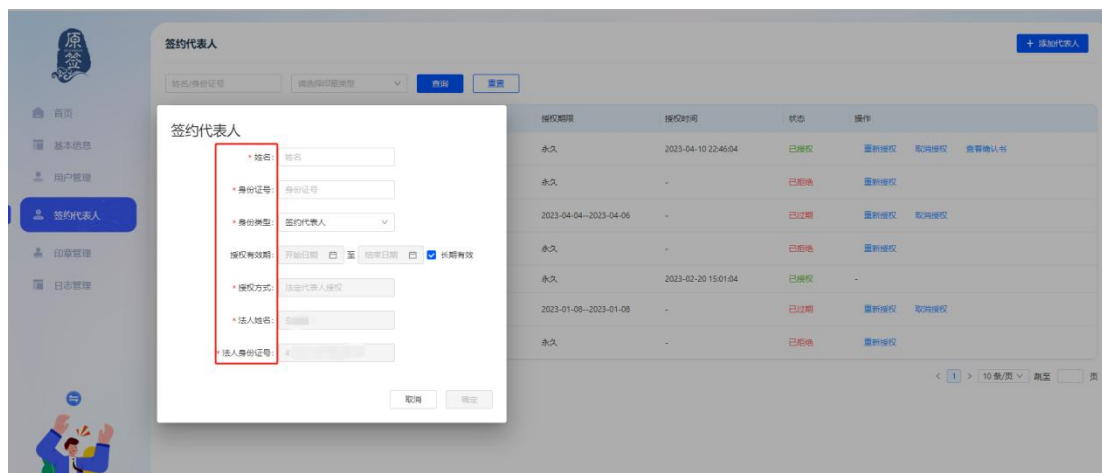 原签
首页
基本信息
用户管理
签约代表人
印章管理
日志管理
签约代表人
+ 添加代表人
姓名/身份证号 请选择印章类型 查询 重置
授权期限 授权时间 状态 操作
永久 2023-04-10 22:46:04 已授权 重新授权 取消授权 查看确认书
永久 - 已拒绝 重新授权
2023-04-04--2023-04-06 - 已过期 重新授权 取消授权
永久 - 已拒绝 重新授权
永久 2023-02-20 15:01:04 已授权 -
2023-01-08--2023-01-08 - 已过期 重新授权 取消授权
永久 - 已拒绝 重新授权
< 1 > 10 条/页 跳至 页
签约代表人
* 姓名: 姓名
* 身份证号: 身份证号
* 身份类型: 签约代表人
授权有效期: 开始日期 至 结束日期 长期有效
* 授权方式: 法定代表人授权
* 法人姓名:
* 法人身份证号: 4
取消 确定